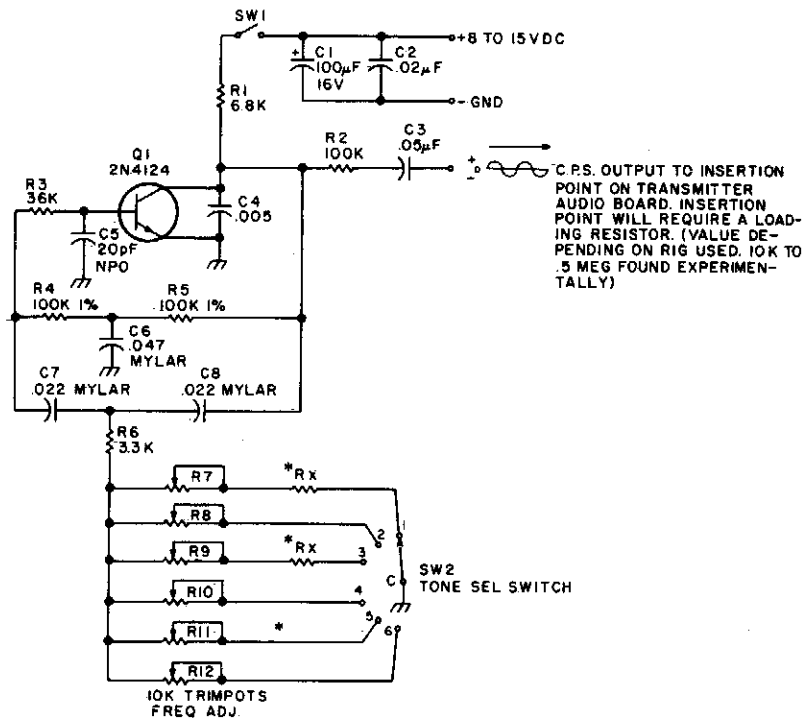 SW1
+8 TO 15VDC
+ C1
100µF
16V
C2
.02µF
R1
6.8K
- GND
Q1
2N4124
R2
100K
C3
.05µF
+
-
C.P.S. OUTPUT TO INSERTION
POINT ON TRANSMITTER
AUDIO BOARD. INSERTION
POINT WILL REQUIRE A LOAD-
ING RESISTOR. (VALUE DE-
PENDING ON RIG USED. 10K TO
.5 MEG FOUND EXPERIMEN-
TALLY)
R3
36K
C4
.005
C5
20pF
NPO
R4
100K 1%
R5
100K 1%
C6
.047
MYLAR
C7
.022 MYLAR
C8
.022 MYLAR
R6
3.3K
R7
*Rx
R8
R9
*Rx
R10
R11
*
R12
1
2
3
4
5
6
C
SW2
TONE SEL SWITCH
10K TRIMPOTS
FREQ ADJ.